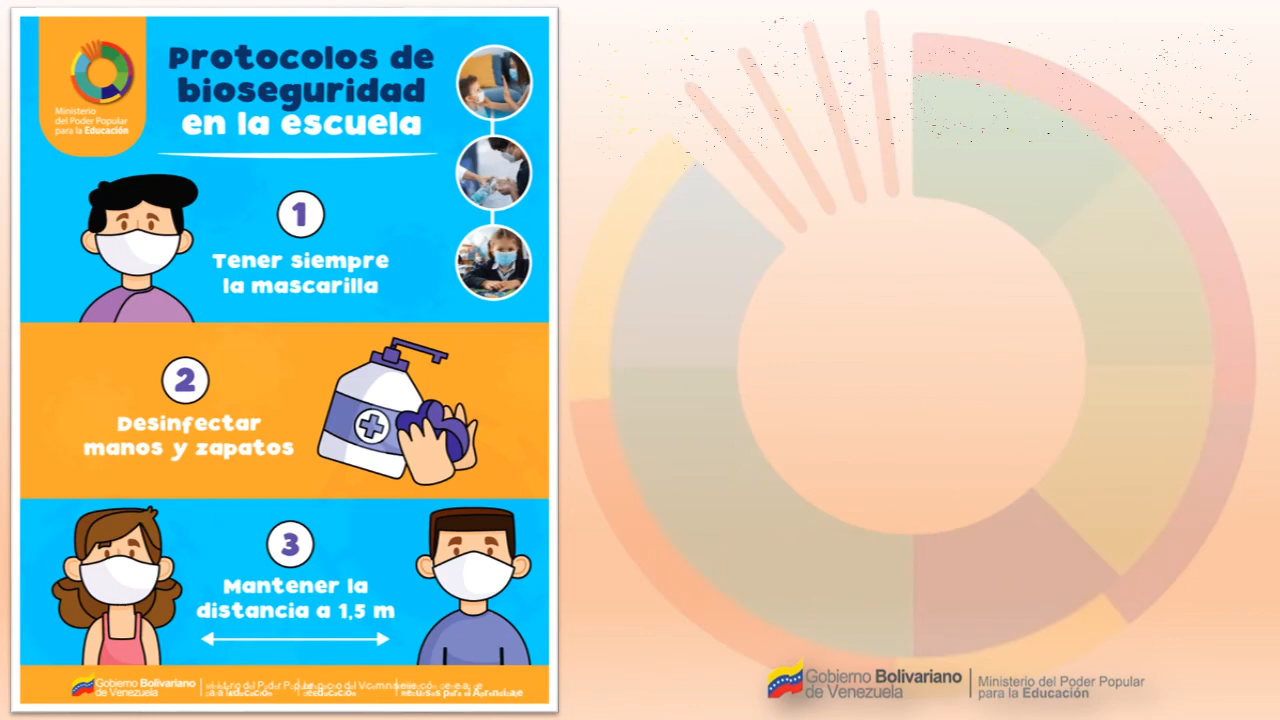 Ministerio
del Poder Popular
para la Educación
Protocolos de
bioseguridad
en la escuela
1
Tener siempre
la mascarilla
2
Desinfectar
manos y zapatos
3
Mantener la
distancia a 1,5 m
Gobierno Bolivariano
de Venezuela
Gobierno Bolivariano
de Venezuela
Ministerio del Poder Popular
para la Educación